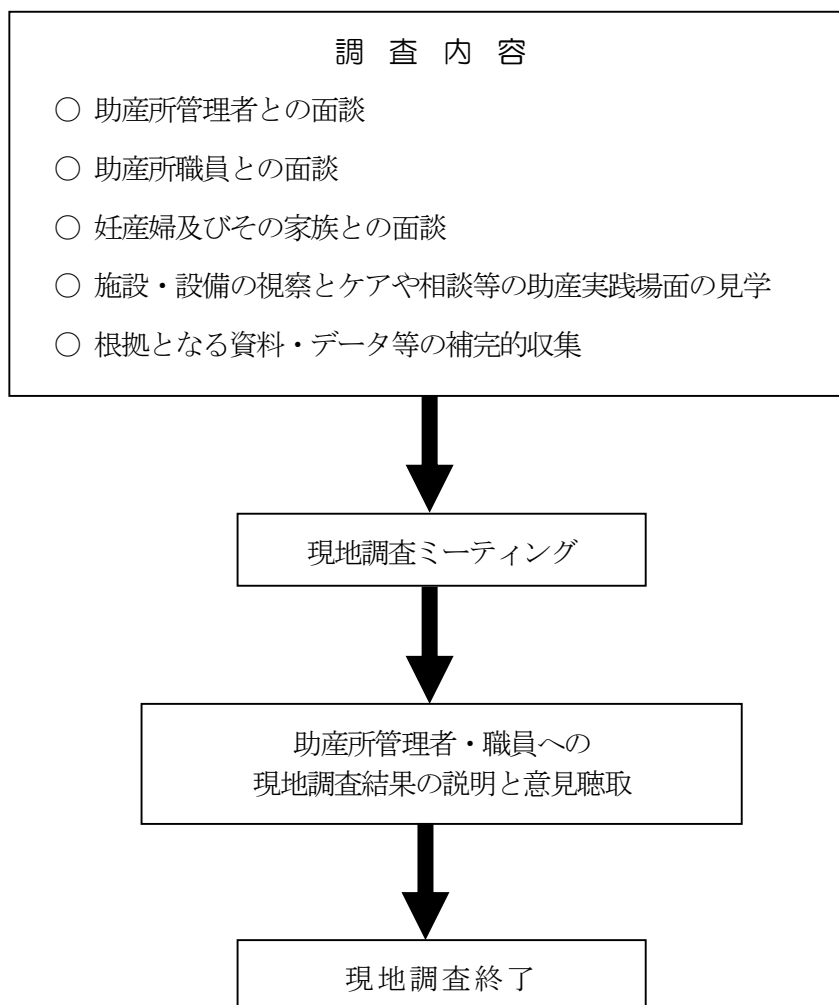 調査内容
○ 助産所管理者との面談
○ 助産所職員との面談
○ 妊産婦及びその家族との面談
○ 施設・設備の視察とケアや相談等の助産実践場面の見学
○ 根拠となる資料・データ等の補完的収集
現地調査ミーティング
助産所管理者・職員への
現地調査結果の説明と意見聴取
現地調査終了